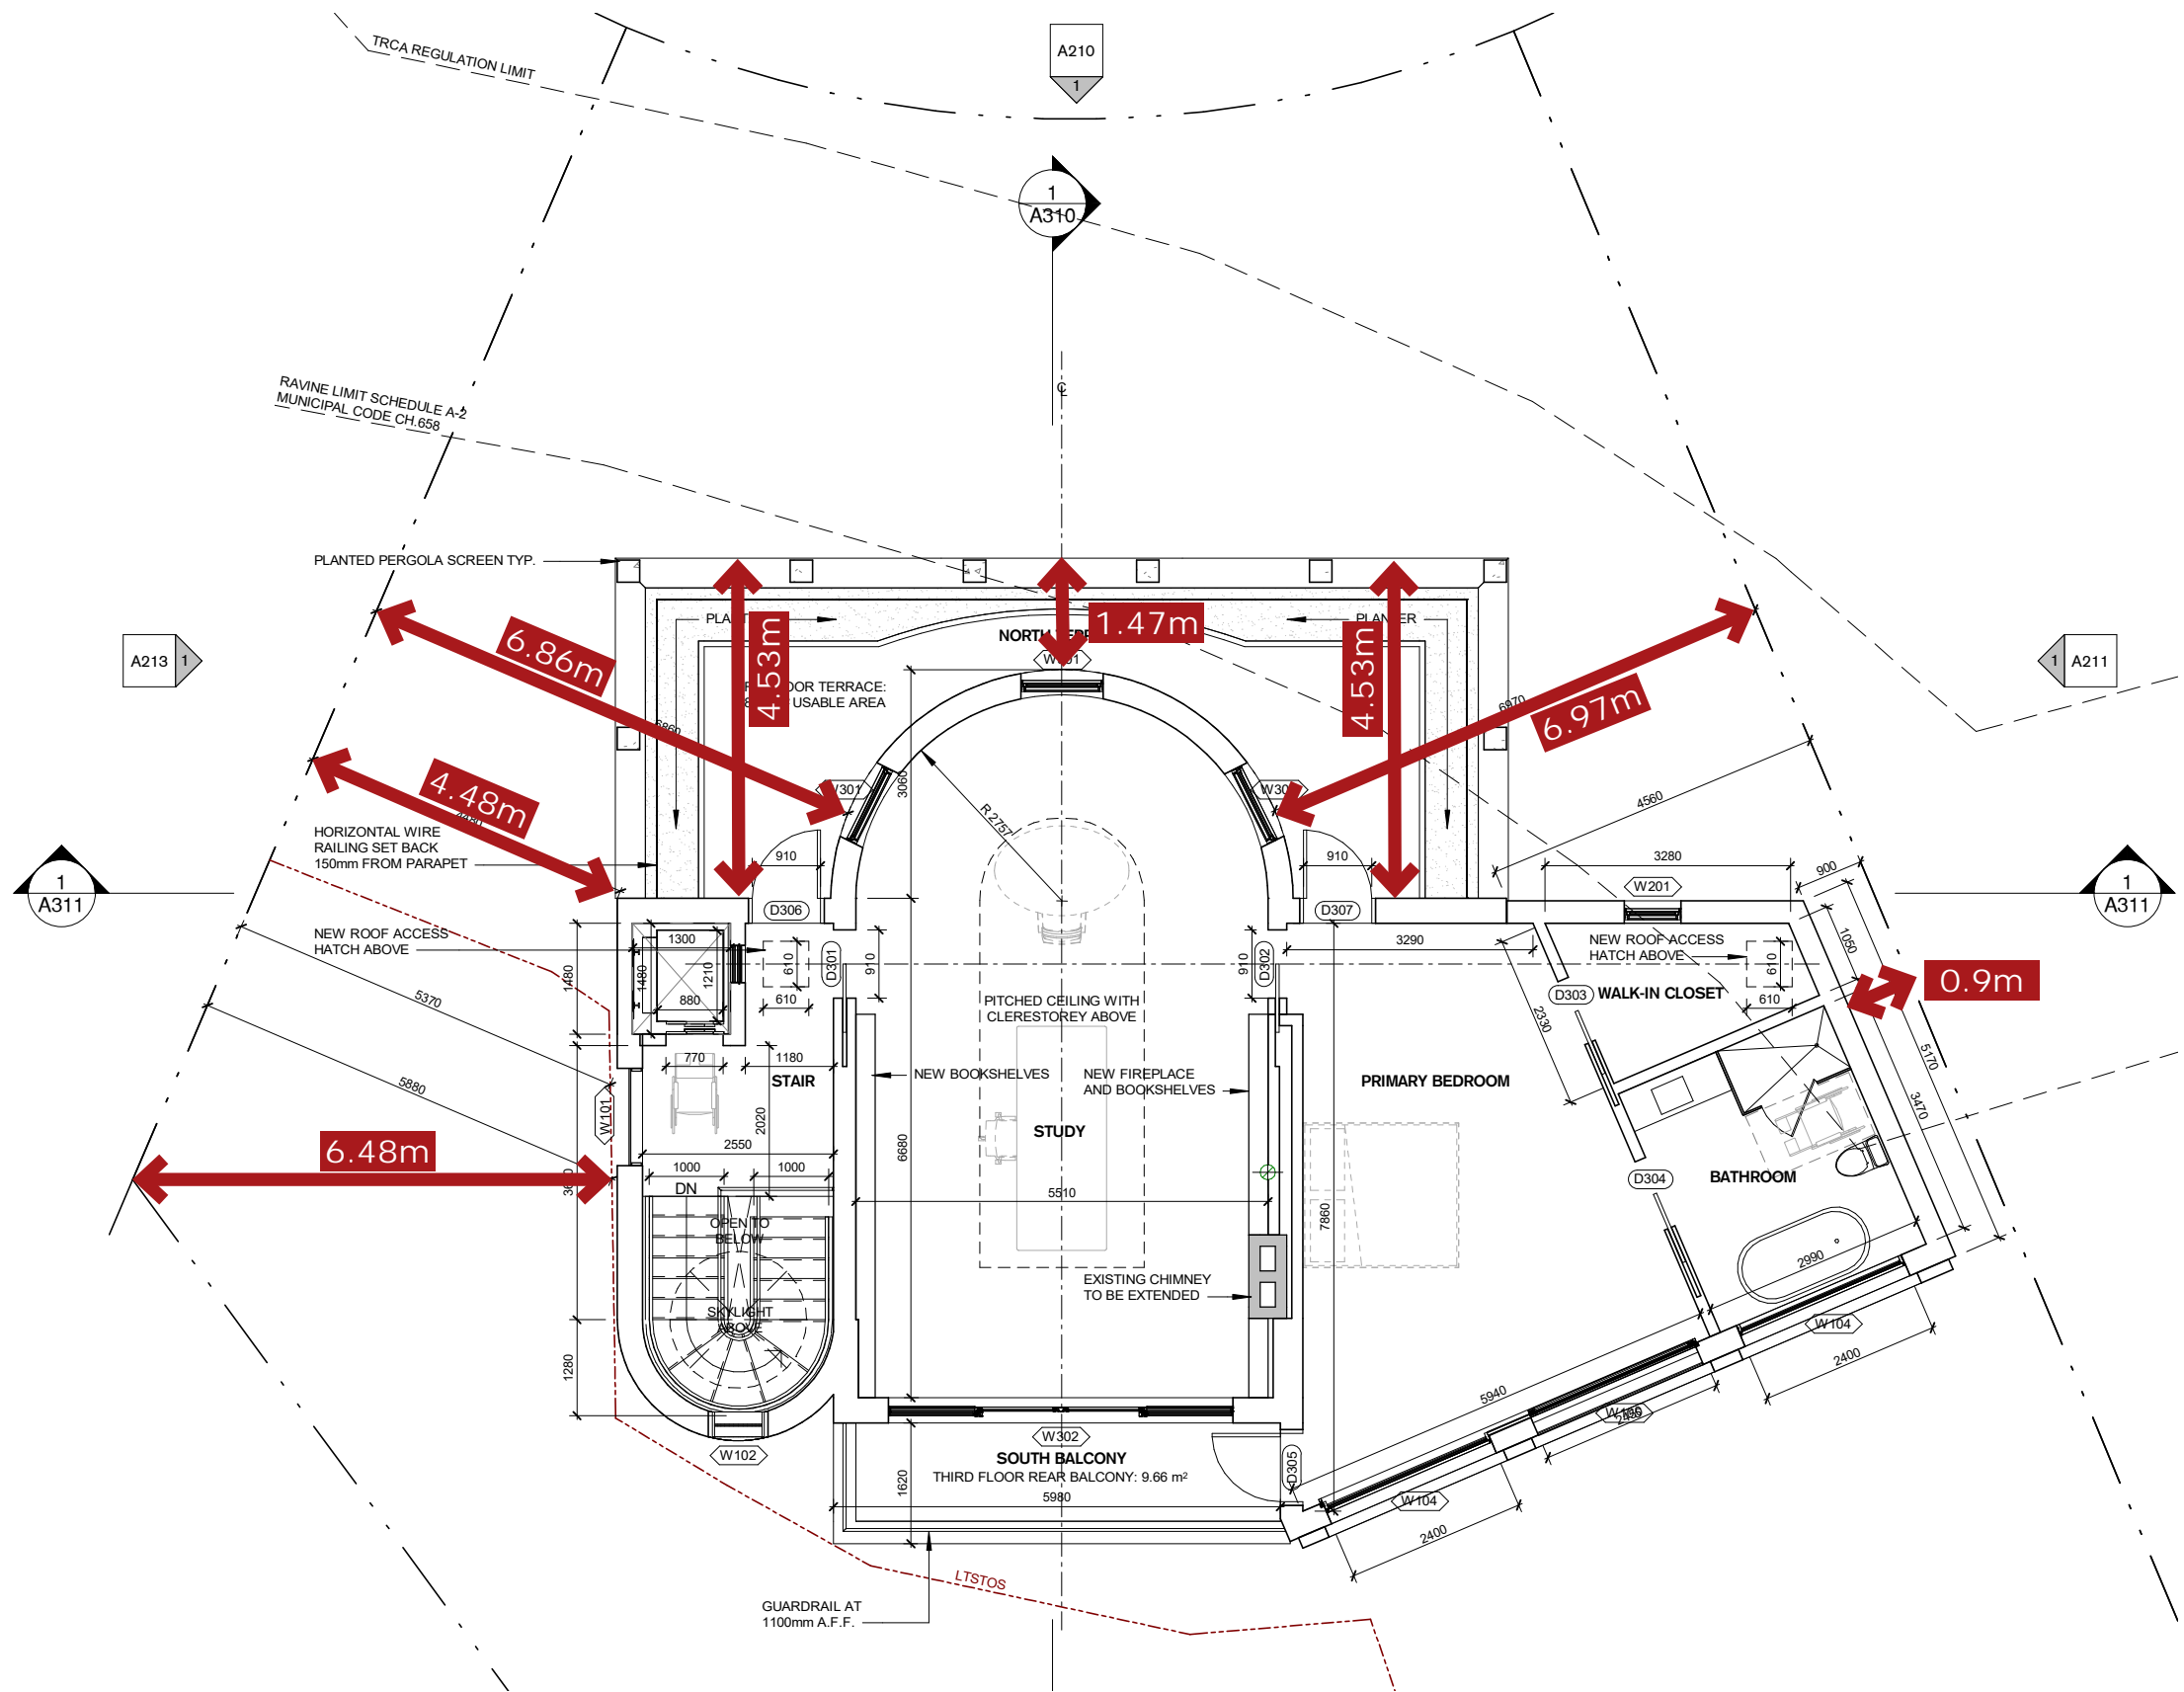 TRCA REGULATION LIMIT
A210
1
1
A310
RAVINE LIMIT SCHEDULE A-2
MUNICIPAL CODE CH.658
PLANTED PERGOLA SCREEN TYP.
1.47m
6.86m
4.53m
4.53m
6.97m
6970
A213 1
1 A211
DOOR TERRACE:
USABLE AREA
4.48m
3060
R 2757
4560
HORIZONTAL WIRE
RAILING SET BACK
150mm FROM PARAPET
910
910
3280
900
W201
1
A311
1
A311
D306
D307
NEW ROOF ACCESS
HATCH ABOVE
1300
1480
1480
1210
880
610
610
D301
910
910
D302
3290
NEW ROOF ACCESS
HATCH ABOVE
610
610
1050
D303
WALK-IN CLOSET
0.9m
2330
5170
3470
PITCHED CEILING WITH
CLERESTOREY ABOVE
5370
5880
770
1180
STAIR
NEW BOOKSHELVES
NEW FIREPLACE
AND BOOKSHELVES
PRIMARY BEDROOM
W101
2020
STUDY
6680
6.48m
2550
1000
1000
DN
5510
7860
D304
BATHROOM
OPEN TO
BELOW
2990
EXISTING CHIMNEY
TO BE EXTENDED
SKYLIGHT
ABOVE
1280
W104
2400
5940
W102
W302
SOUTH BALCONY
THIRD FLOOR REAR BALCONY: 9.66 m²
5980
1620
D305
W104
2400
LTSTOS
GUARDRAIL AT
1100mm A.F.F.